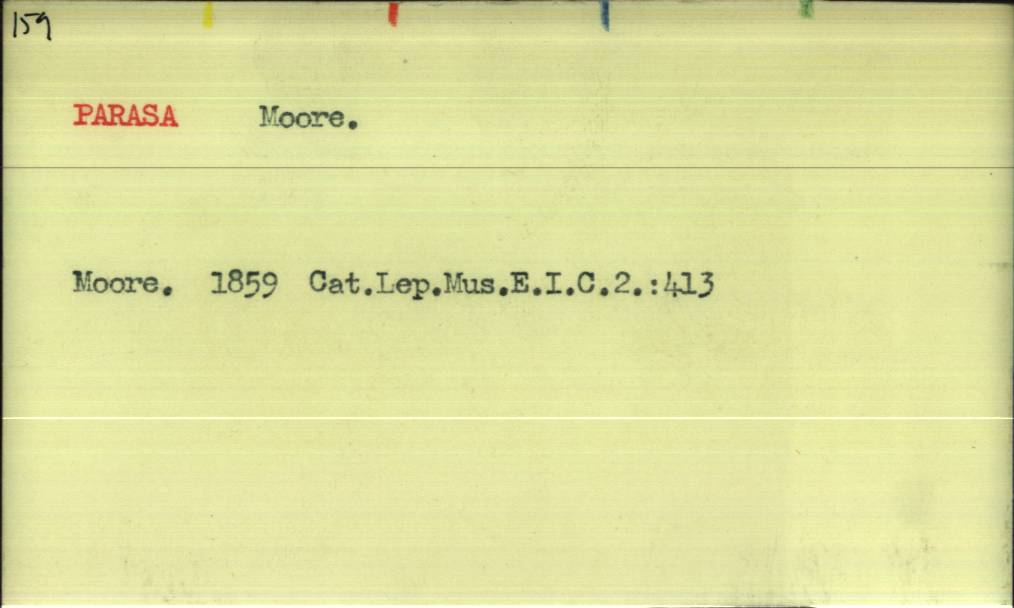 159
PARASA Moore.
Moore. 1859 Cat.Lep.Mus.E.I.C.2.:413